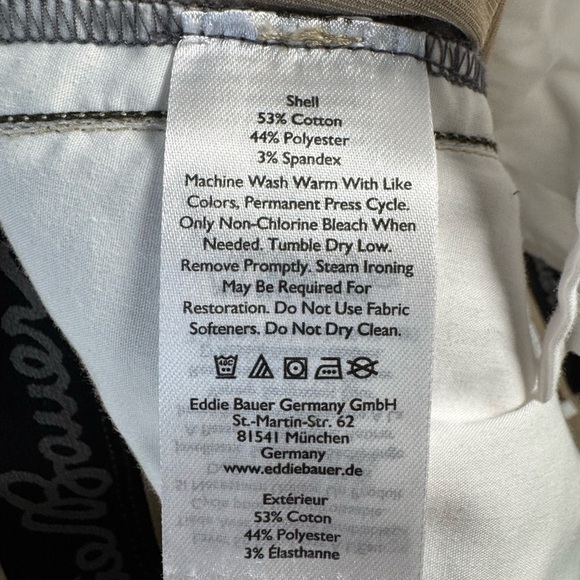 Shell
53% Cotton
44% Polyester
3% Spandex
Machine Wash Warm With Like
Colors, Permanent Press Cycle.
Only Non-Chlorine Bleach When
Needed. Tumble Dry Low.
Remove Promptly. Steam Ironing
May Be Required For
Restoration. Do Not Use Fabric
Softeners. Do Not Dry Clean.
40C
Eddie Bauer Germany GmbH
St.-Martin-Str. 62
81541 München
Germany
www.eddiebauer.de
Extérieur
53% Coton
44% Polyester
3% Élasthanne
Bauer